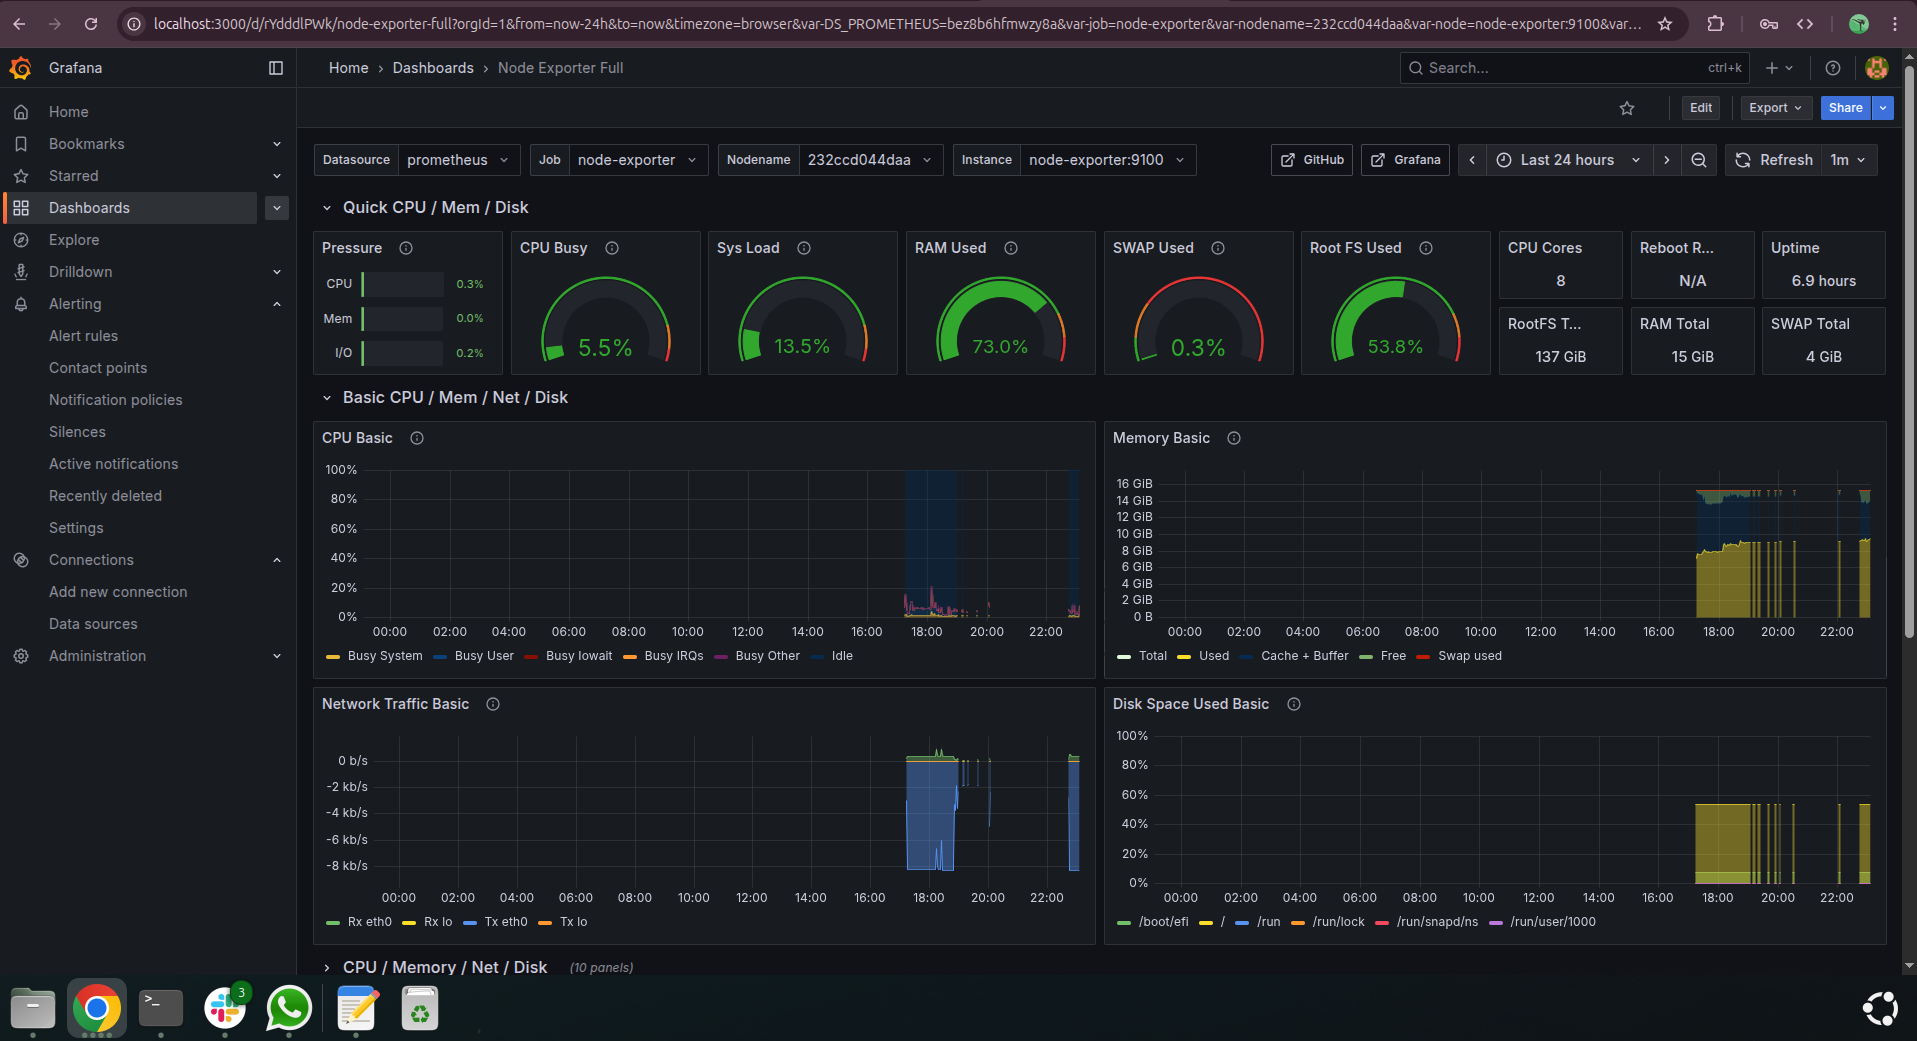 localhost:3000/d/rYdddlPWk/node-exporter-full?orgId=1&from=now-24h&to=now&timezone=browser&var-DS_PROMETHEUS=bez8b6hfmwzy8a&var-job=node-exporter&var-nodename=232ccd044daa&var-node=node-exporter:9100&var...
Grafana
Home › Dashboards › Node Exporter Full
Search... ctrl+k
Edit Export Share
Home
Bookmarks
Starred
Dashboards
Explore
Drilldown
Alerting
Alert rules
Contact points
Notification policies
Silences
Active notifications
Recently deleted
Settings
Connections
Add new connection
Data sources
Administration
Datasource prometheus Job node-exporter Nodename 232ccd044daa Instance node-exporter:9100 GitHub Grafana Last 24 hours Refresh 1m
Quick CPU / Mem / Disk
Pressure
CPU 0.3%
Mem 0.0%
I/O 0.2%
CPU Busy
5.5%
Sys Load
13.5%
RAM Used
73.0%
SWAP Used
0.3%
Root FS Used
53.8%
CPU Cores
8
Reboot R...
N/A
Uptime
6.9 hours
RootFS T...
137 GiB
RAM Total
15 GiB
SWAP Total
4 GiB
Basic CPU / Mem / Net / Disk
CPU Basic
100%
80%
60%
40%
20%
0%
00:00 02:00 04:00 06:00 08:00 10:00 12:00 14:00 16:00 18:00 20:00 22:00
Busy System Busy User Busy Iowait Busy IRQs Busy Other Idle
Memory Basic
16 GiB
14 GiB
12 GiB
10 GiB
8 GiB
6 GiB
4 GiB
2 GiB
0 B
00:00 02:00 04:00 06:00 08:00 10:00 12:00 14:00 16:00 18:00 20:00 22:00
Total Used Cache + Buffer Free Swap used
Network Traffic Basic
0 b/s
-2 kb/s
-4 kb/s
-6 kb/s
-8 kb/s
00:00 02:00 04:00 06:00 08:00 10:00 12:00 14:00 16:00 18:00 20:00 22:00
Rx eth0 Rx lo Tx eth0 Tx lo
Disk Space Used Basic
100%
80%
60%
40%
20%
0%
00:00 02:00 04:00 06:00 08:00 10:00 12:00 14:00 16:00 18:00 20:00 22:00
/boot/efi / /run /run/lock /run/snapd/ns /run/user/1000
CPU / Memory / Net / Disk (10 panels)
>_
3